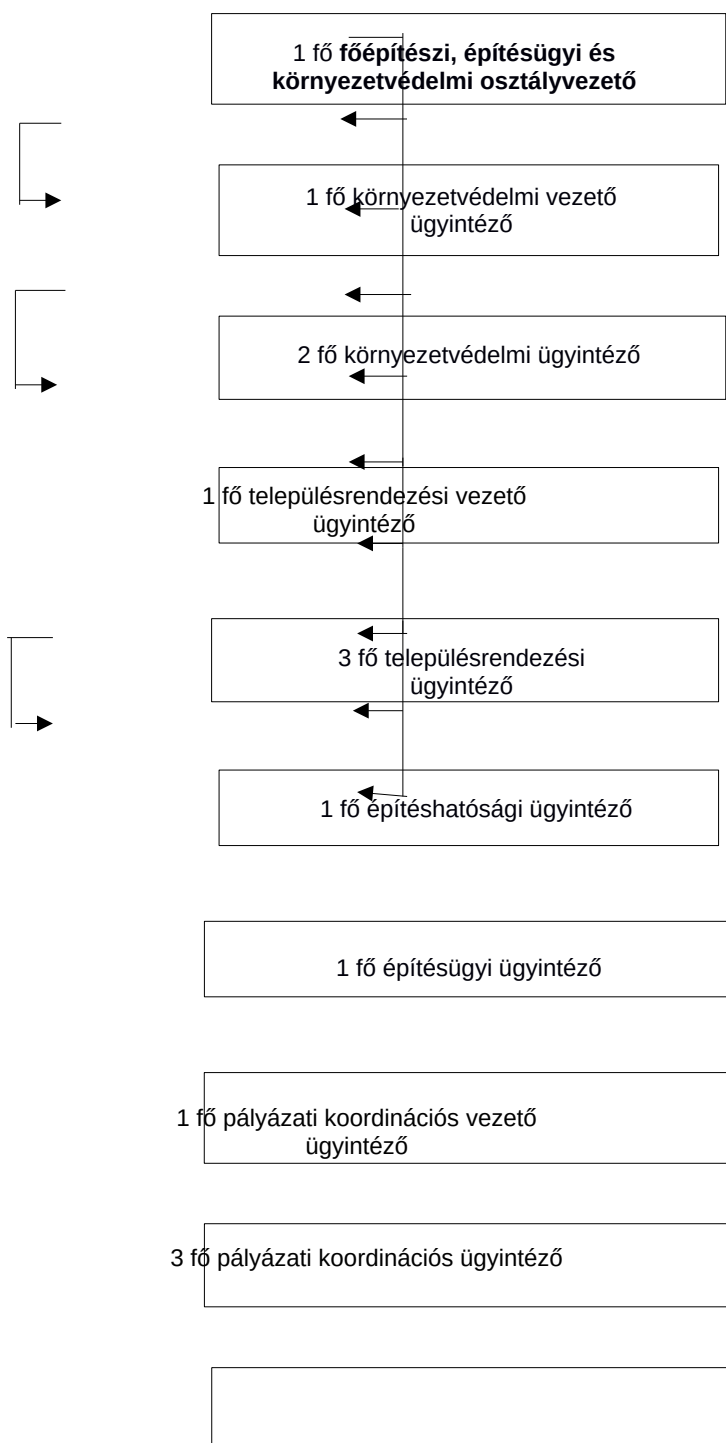 1 fő főépítészi, építésügyi és
környezetvédelmi osztályvezető
1 fő környezetvédelmi vezető
ügyintéző
2 fő környezetvédelmi ügyintéző
1 fő településrendezési vezető
ügyintéző
3 fő településrendezési
ügyintéző
1 fő építéshatósági ügyintéző
1 fő építésügyi ügyintéző
1 fő pályázati koordinációs vezető
ügyintéző
3 fő pályázati koordinációs ügyintéző